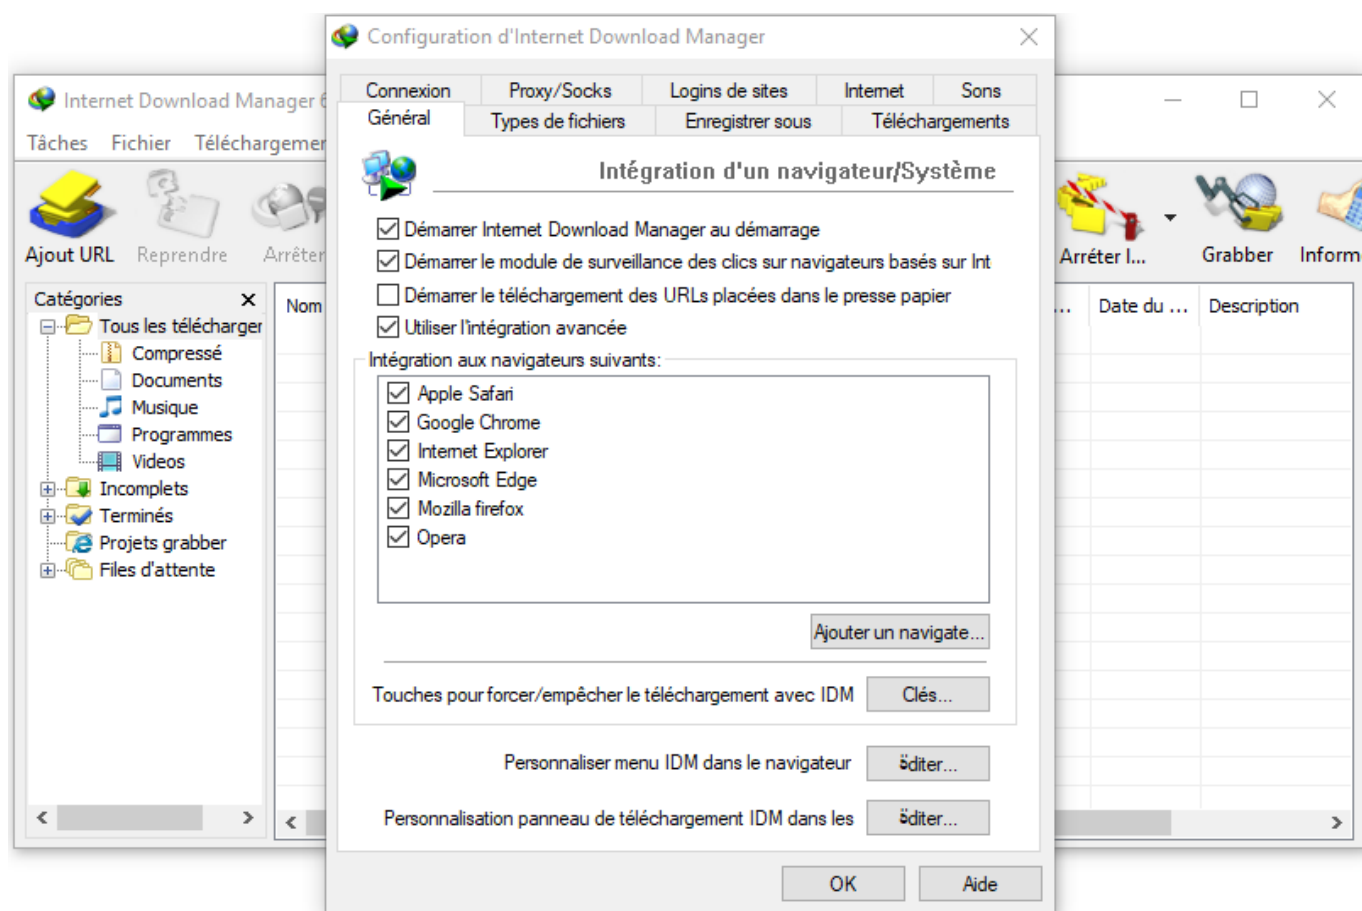 Configuration d'Internet Download Manager
Internet Download Manager 6
Tâches Fichier Téléchargemen
Connexion Proxy/Socks Logins de sites Internet Sons
Général Types de fichiers Enregistrer sous Téléchargements
Intégration d'un navigateur/Système
Ajout URL Reprendre Arrêter
Arrêter I... Grabber Inform
Démarrer Internet Download Manager au démarrage
Démarrer le module de surveillance des clics sur navigateurs basés sur Int
Démarrer le téléchargement des URLs placées dans le presse papier
Utiliser l'intégration avancée
Catégories
Nom
... Date du ... Description
Tous les télécharger
Compressé
Documents
Musique
Programmes
Videos
Incomplets
Terminés
Projets grabber
Files d'attente
Intégration aux navigateurs suivants:
Apple Safari
Google Chrome
Internet Explorer
Microsoft Edge
Mozilla firefox
Opera
Ajouter un navigate...
Touches pour forcer/empêcher le téléchargement avec IDM Clés...
Personnaliser menu IDM dans le navigateur diter...
Personnalisation panneau de téléchargement IDM dans les diter...
OK Aide